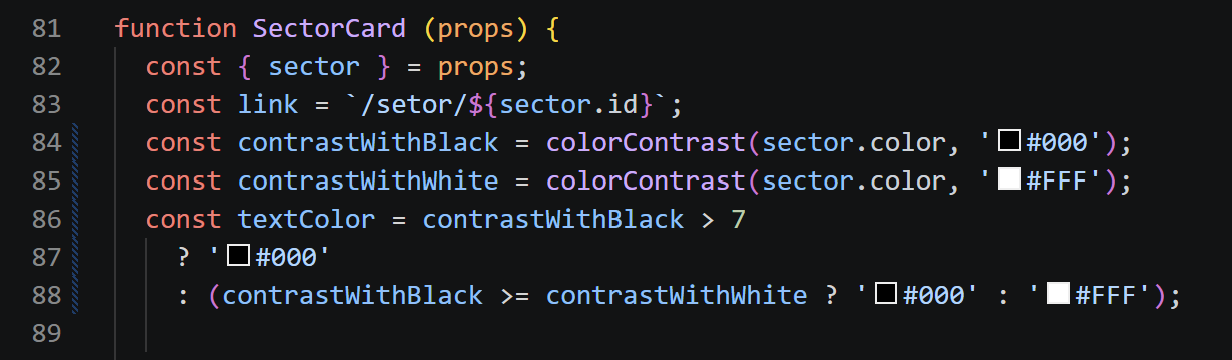 81 function SectorCard (props) {
82 const { sector } = props;
83 const link = `/setor/${sector.id}`;
84 const contrastWithBlack = colorContrast(sector.color, '#000');
85 const contrastWithWhite = colorContrast(sector.color, '#FFF');
86 const textColor = contrastWithBlack > 7
87 ? '#000'
88 : (contrastWithBlack >= contrastWithWhite ? '#000' : '#FFF');
89